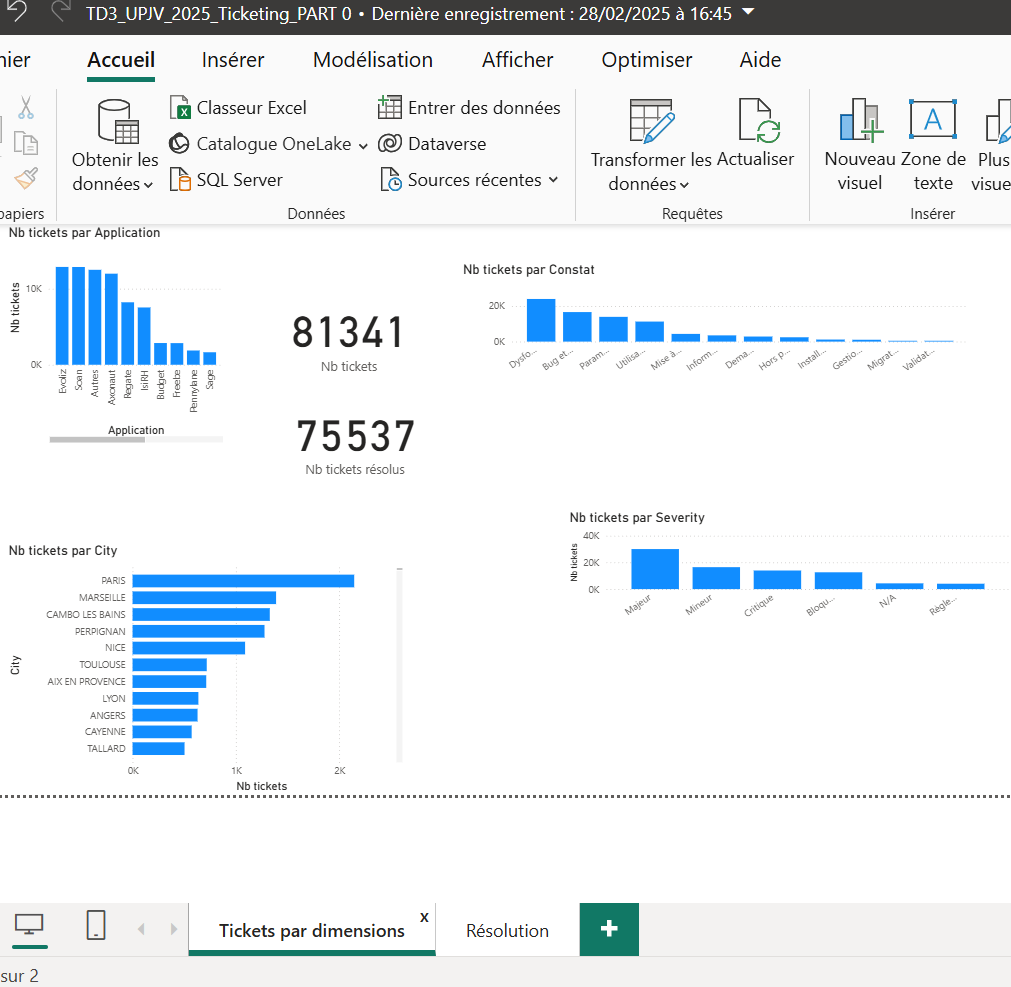 TD3_UPJV_2025_Ticketing_PART 0 • Dernière enregistrement : 28/02/2025 à 16:45
hier
Accueil
Insérer
Modélisation
Afficher
Optimiser
Aide
Classeur Excel
Catalogue OneLake
SQL Server
Obtenir les
données
Entrer des données
Dataverse
Sources récentes
Transformer les
données
Actualiser
Nouveau
visuel
Zone de
texte
Plus
visue
papiers
Données
Requêtes
Insérer
Nb tickets par Application
Nb tickets
10K
0K
Evoliz
Soan
Autres
Axonaut
Regate
IsiRH
Budget
Freebe
Pennylane
Sage
Application
81341
Nb tickets
75537
Nb tickets résolus
Nb tickets par Constat
20K
0K
Dysfo...
Bug et...
Param...
Utilisa...
Mise à...
Inform...
Dema...
Hors p...
Install...
Gestio...
Migrat...
Validat...
Nb tickets par Severity
Nb tickets
40K
20K
0K
Majeur
Mineur
Critique
Bloqu...
N/A
Règle...
Nb tickets par City
City
PARIS
MARSEILLE
CAMBO LES BAINS
PERPIGNAN
NICE
TOULOUSE
AIX EN PROVENCE
LYON
ANGERS
CAYENNE
TALLARD
0K
1K
2K
Nb tickets
Tickets par dimensions
x
Résolution
+
sur 2